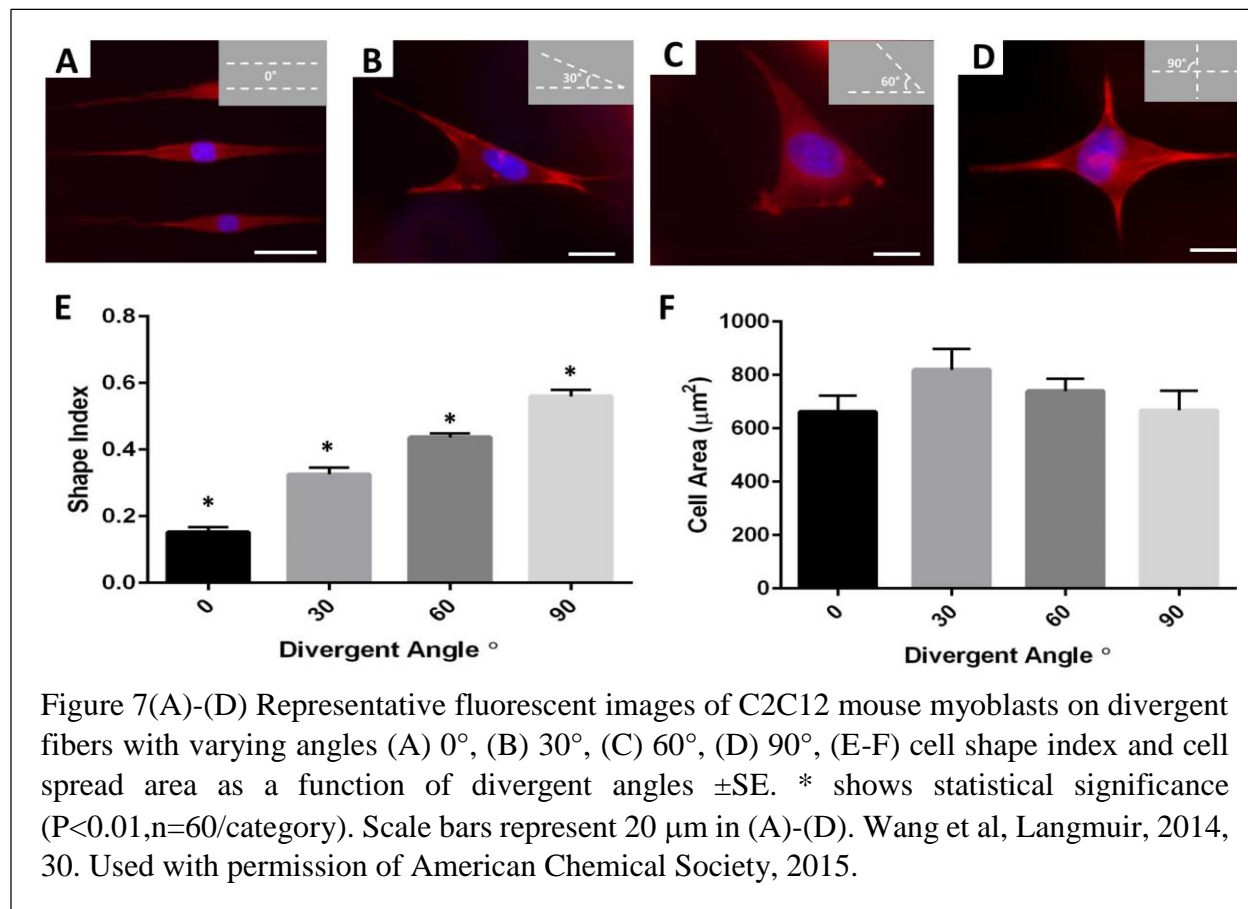 A
0°
B
30°
C
60°
D
90°
E
0.8
0.6
0.4
0.2
0.0
Shape Index
*
*
*
*
0
30
60
90
Divergent Angle °
F
1000
800
600
400
200
0
Cell Area (μm²)
0
30
60
90
Divergent Angle °
Figure 7(A)-(D) Representative fluorescent images of C2C12 mouse myoblasts on divergent
fibers with varying angles (A) 0°, (B) 30°, (C) 60°, (D) 90°, (E-F) cell shape index and cell
spread area as a function of divergent angles ±SE. * shows statistical significance
(P<0.01,n=60/category). Scale bars represent 20 μm in (A)-(D). Wang et al, Langmuir, 2014,
30. Used with permission of American Chemical Society, 2015.